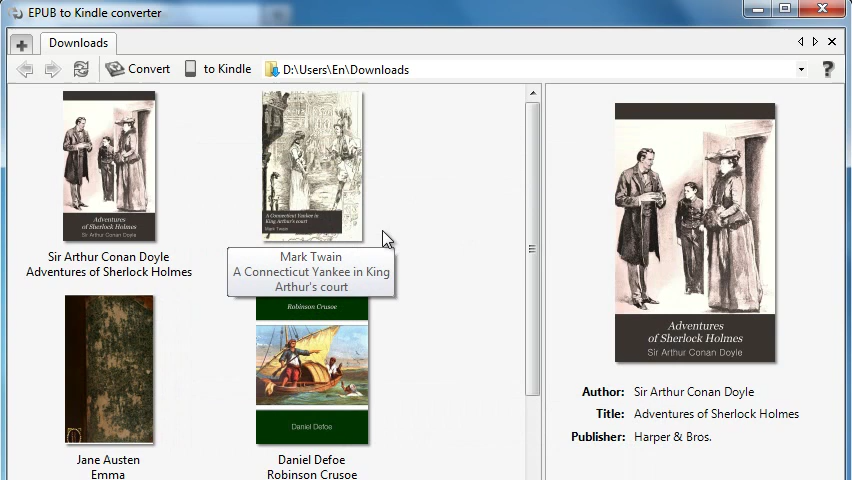 EPUB to Kindle converter
Downloads
Convert
to Kindle
D:\Users\En\Downloads
?
Adventures
of Sherlock Holmes
Sir Arthur Conan Doyle
Sir Arthur Conan Doyle
Adventures of Sherlock Holmes
A Connecticut Yankee in
King Arthur's court
Mark Twain
Mark Twain
A Connecticut Yankee in King
Arthur's court
Jane Austen
Emma
Robinson Crusoe
Daniel Defoe
Daniel Defoe
Robinson Crusoe
Adventures
of Sherlock Holmes
Sir Arthur Conan Doyle
Author: Sir Arthur Conan Doyle
Title: Adventures of Sherlock Holmes
Publisher: Harper & Bros.